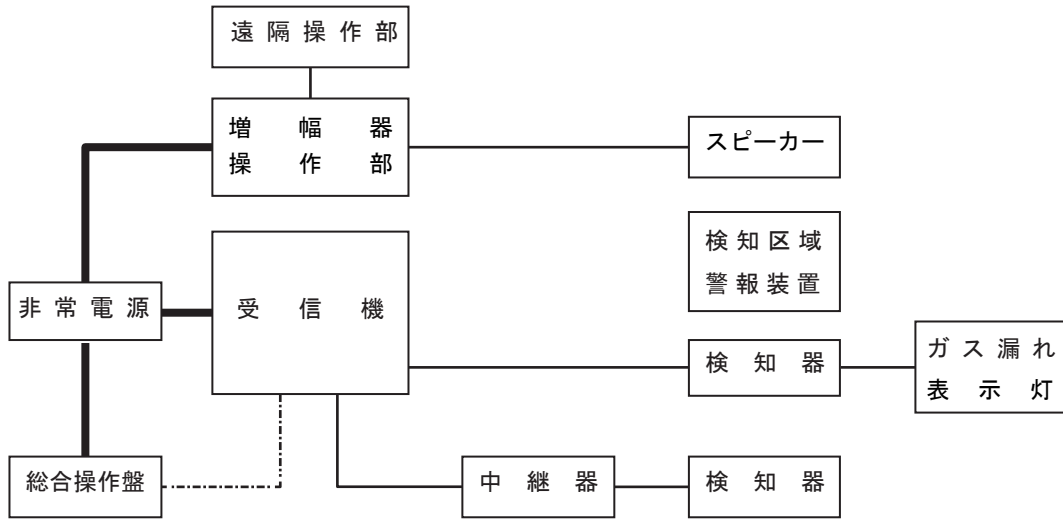 遠隔操作部
増幅器
操作部
スピーカー
検知区域
警報装置
非常電源
受信機
検知器
ガス漏れ
表示灯
総合操作盤
中継器
検知器